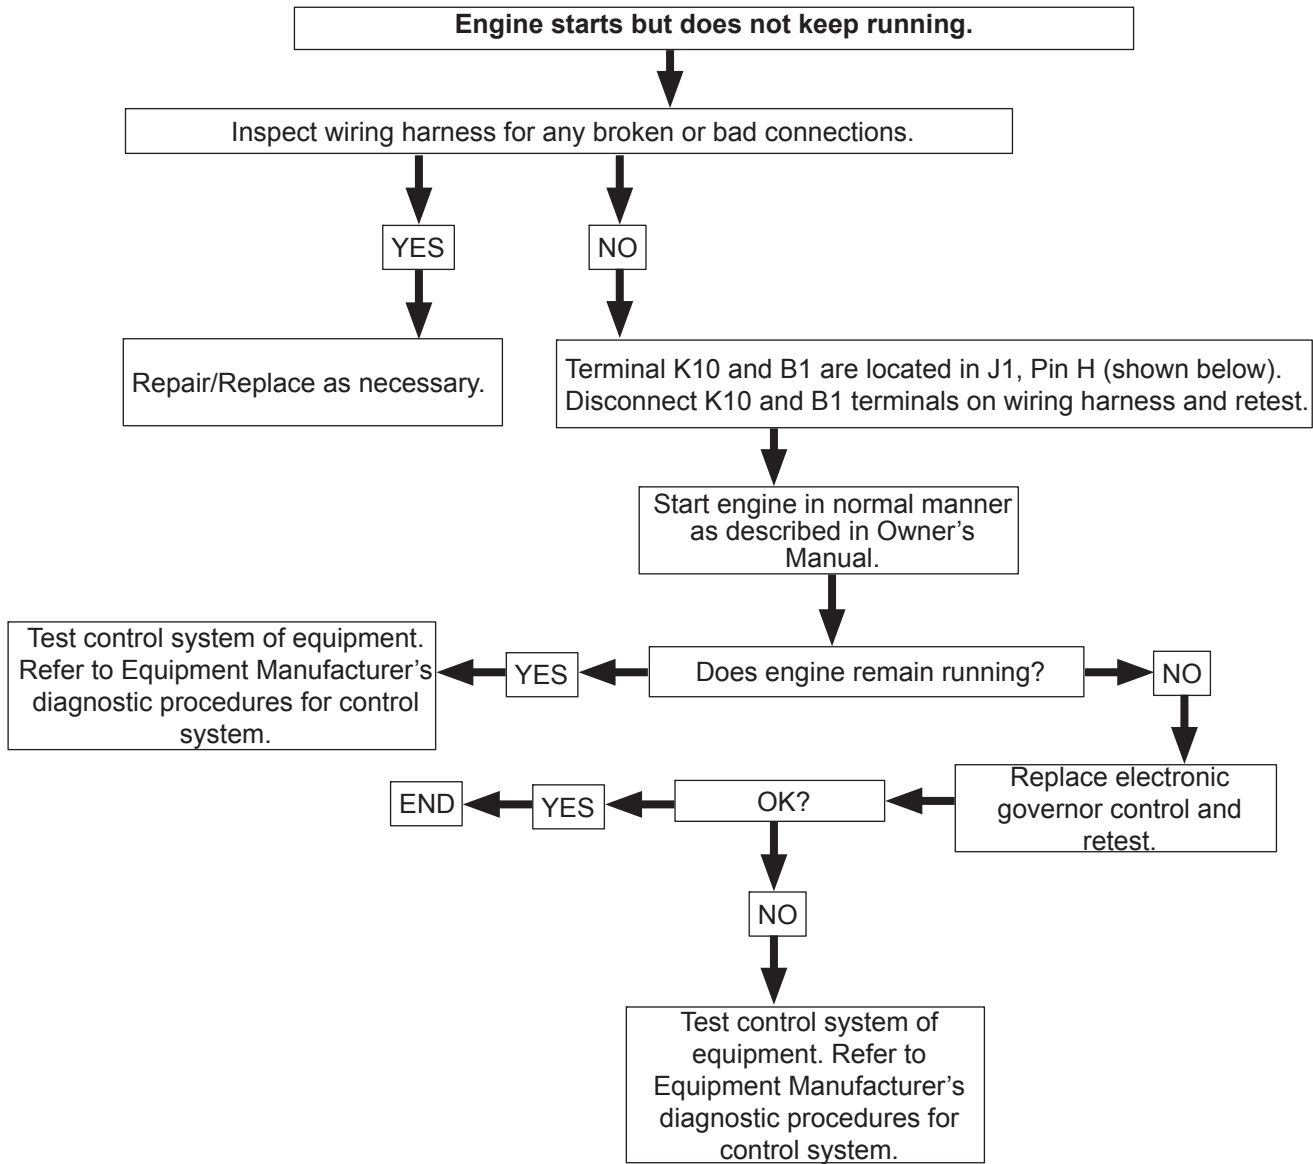 Engine starts but does not keep running.
Inspect wiring harness for any broken or bad connections.
YES
NO
Repair/Replace as necessary.
Terminal K10 and B1 are located in J1, Pin H (shown below).
Disconnect K10 and B1 terminals on wiring harness and retest.
Start engine in normal manner
as described in Owner’s
Manual.
Does engine remain running?
YES
NO
Test control system of equipment.
Refer to Equipment Manufacturer’s
diagnostic procedures for control
system.
Replace electronic
governor control and
retest.
OK?
YES
END
NO
Test control system of
equipment. Refer to
Equipment Manufacturer’s
diagnostic procedures for
control system.